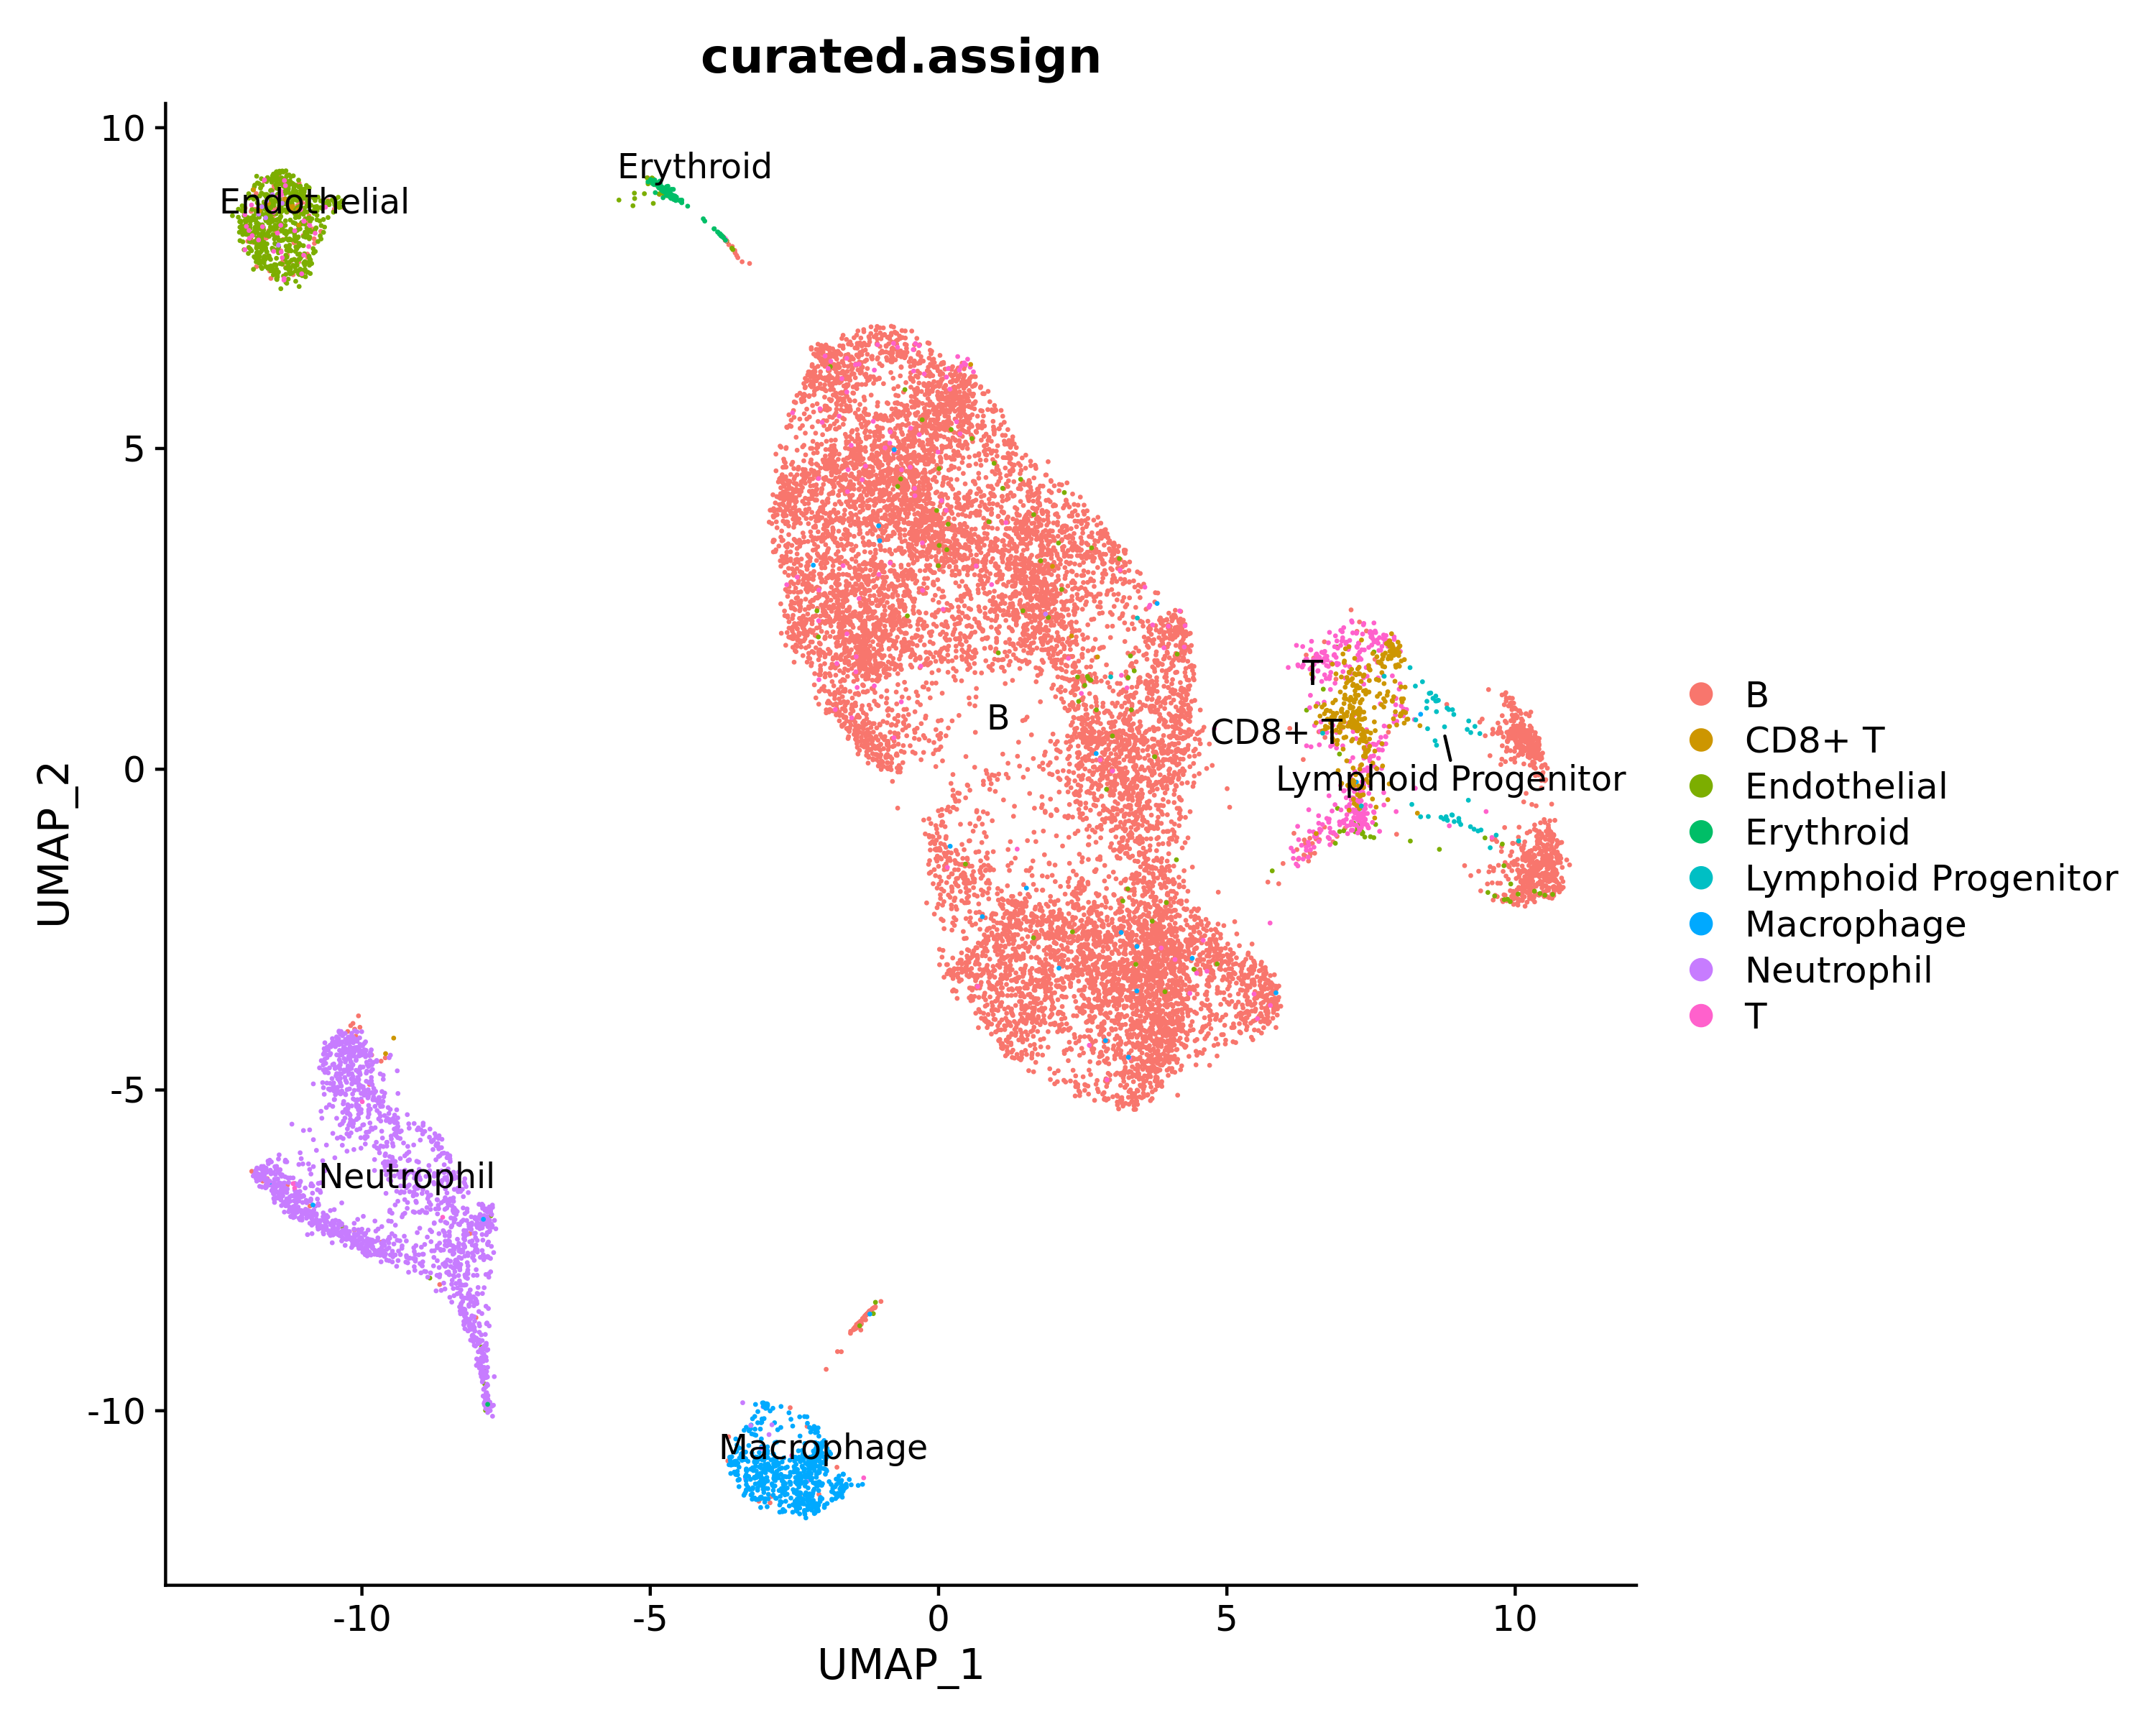 curated.assign
10
5
0
-5
-10
UMAP_2
Endothelial
Erythroid
B
T
CD8+ T
Lymphoid Progenitor
Neutrophil
Macrophage
-10
-5
0
5
10
UMAP_1
B
CD8+ T
Endothelial
Erythroid
Lymphoid Progenitor
Macrophage
Neutrophil
T